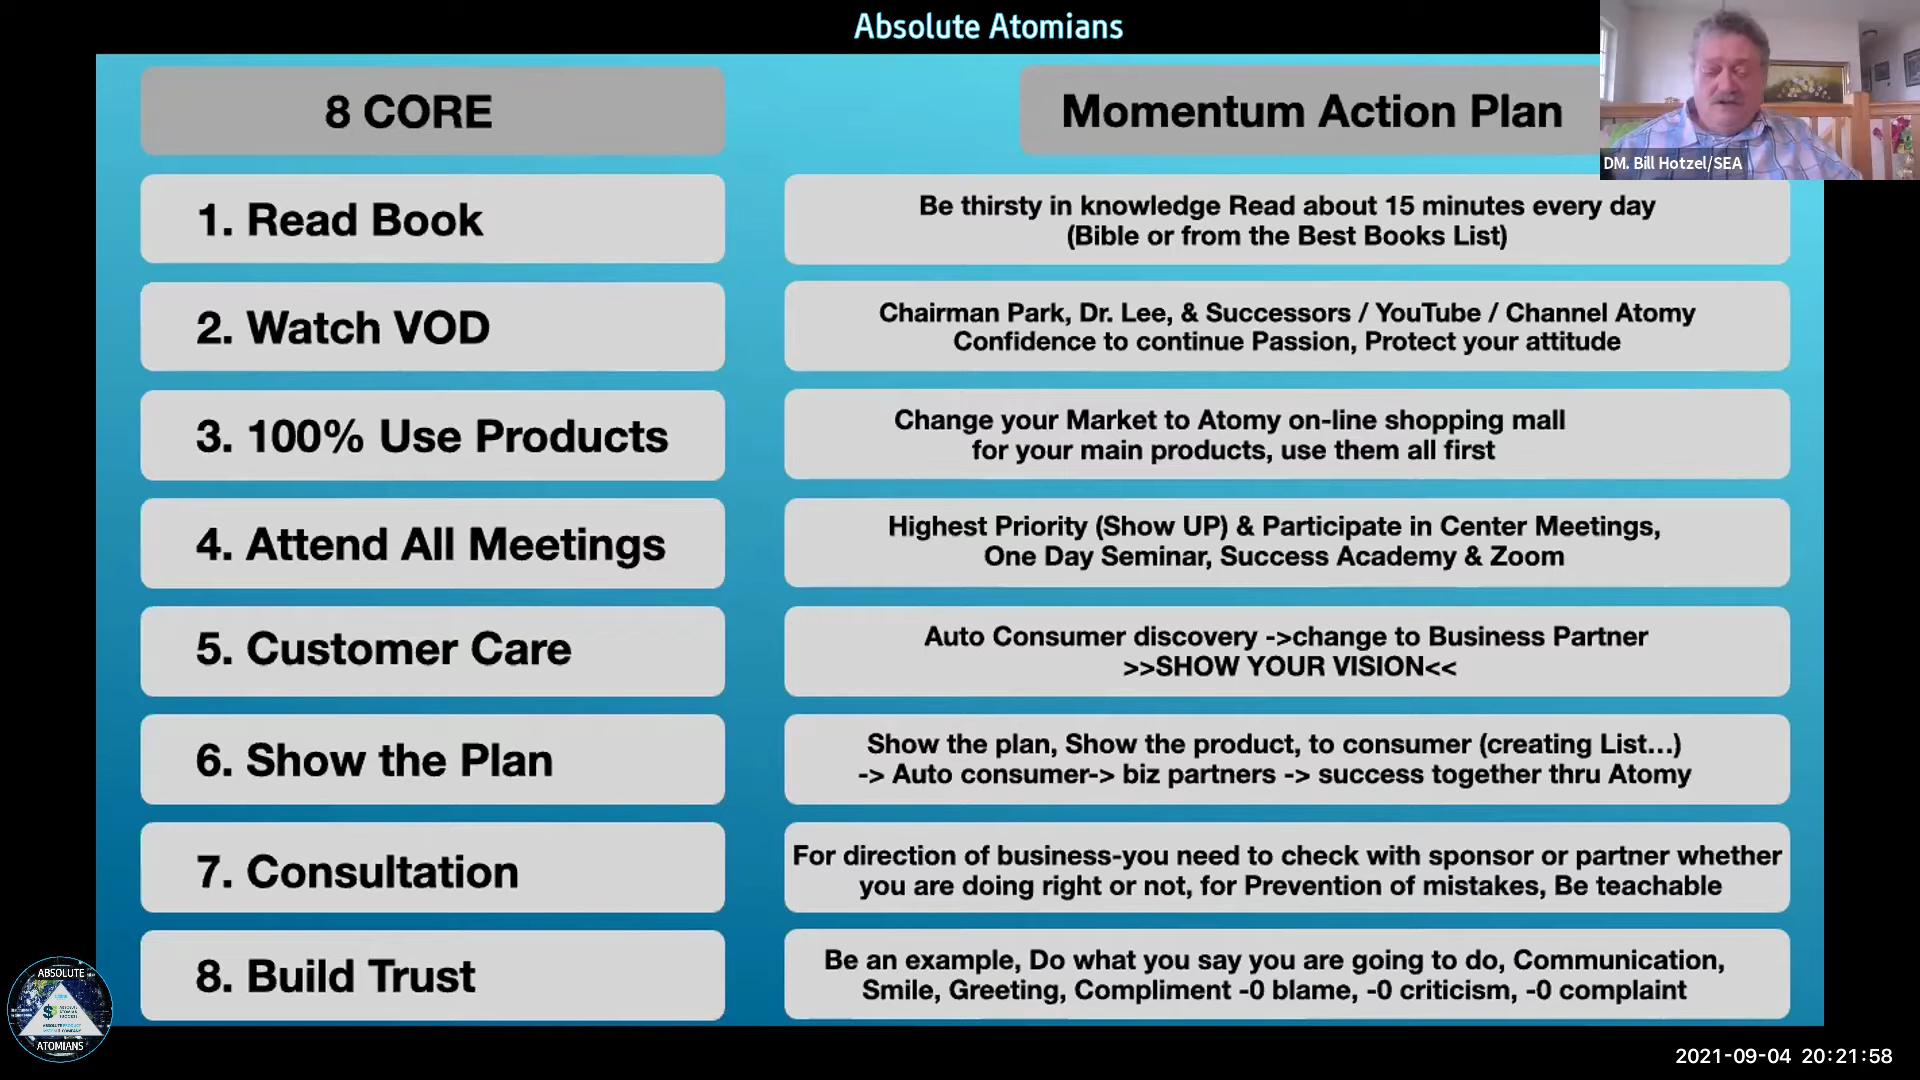 Absolute Atomians
8 CORE
Momentum Action Plan
DM. Bill Hotzel/SEA
1. Read Book
Be thirsty in knowledge Read about 15 minutes every day
(Bible or from the Best Books List)
2. Watch VOD
Chairman Park, Dr. Lee, & Successors / YouTube / Channel Atomy
Confidence to continue Passion, Protect your attitude
3. 100% Use Products
Change your Market to Atomy on-line shopping mall
for your main products, use them all first
4. Attend All Meetings
Highest Priority (Show UP) & Participate in Center Meetings,
One Day Seminar, Success Academy & Zoom
5. Customer Care
Auto Consumer discovery ->change to Business Partner
>>SHOW YOUR VISION<<
6. Show the Plan
Show the plan, Show the product, to consumer (creating List...)
-> Auto consumer-> biz partners -> success together thru Atomy
7. Consultation
For direction of business-you need to check with sponsor or partner whether
you are doing right or not, for Prevention of mistakes, Be teachable
8. Build Trust
Be an example, Do what you say you are going to do, Communication,
Smile, Greeting, Compliment -0 blame, -0 criticism, -0 complaint
ABSOLUTE
ATOMIANS
2021-09-04 20:21:58